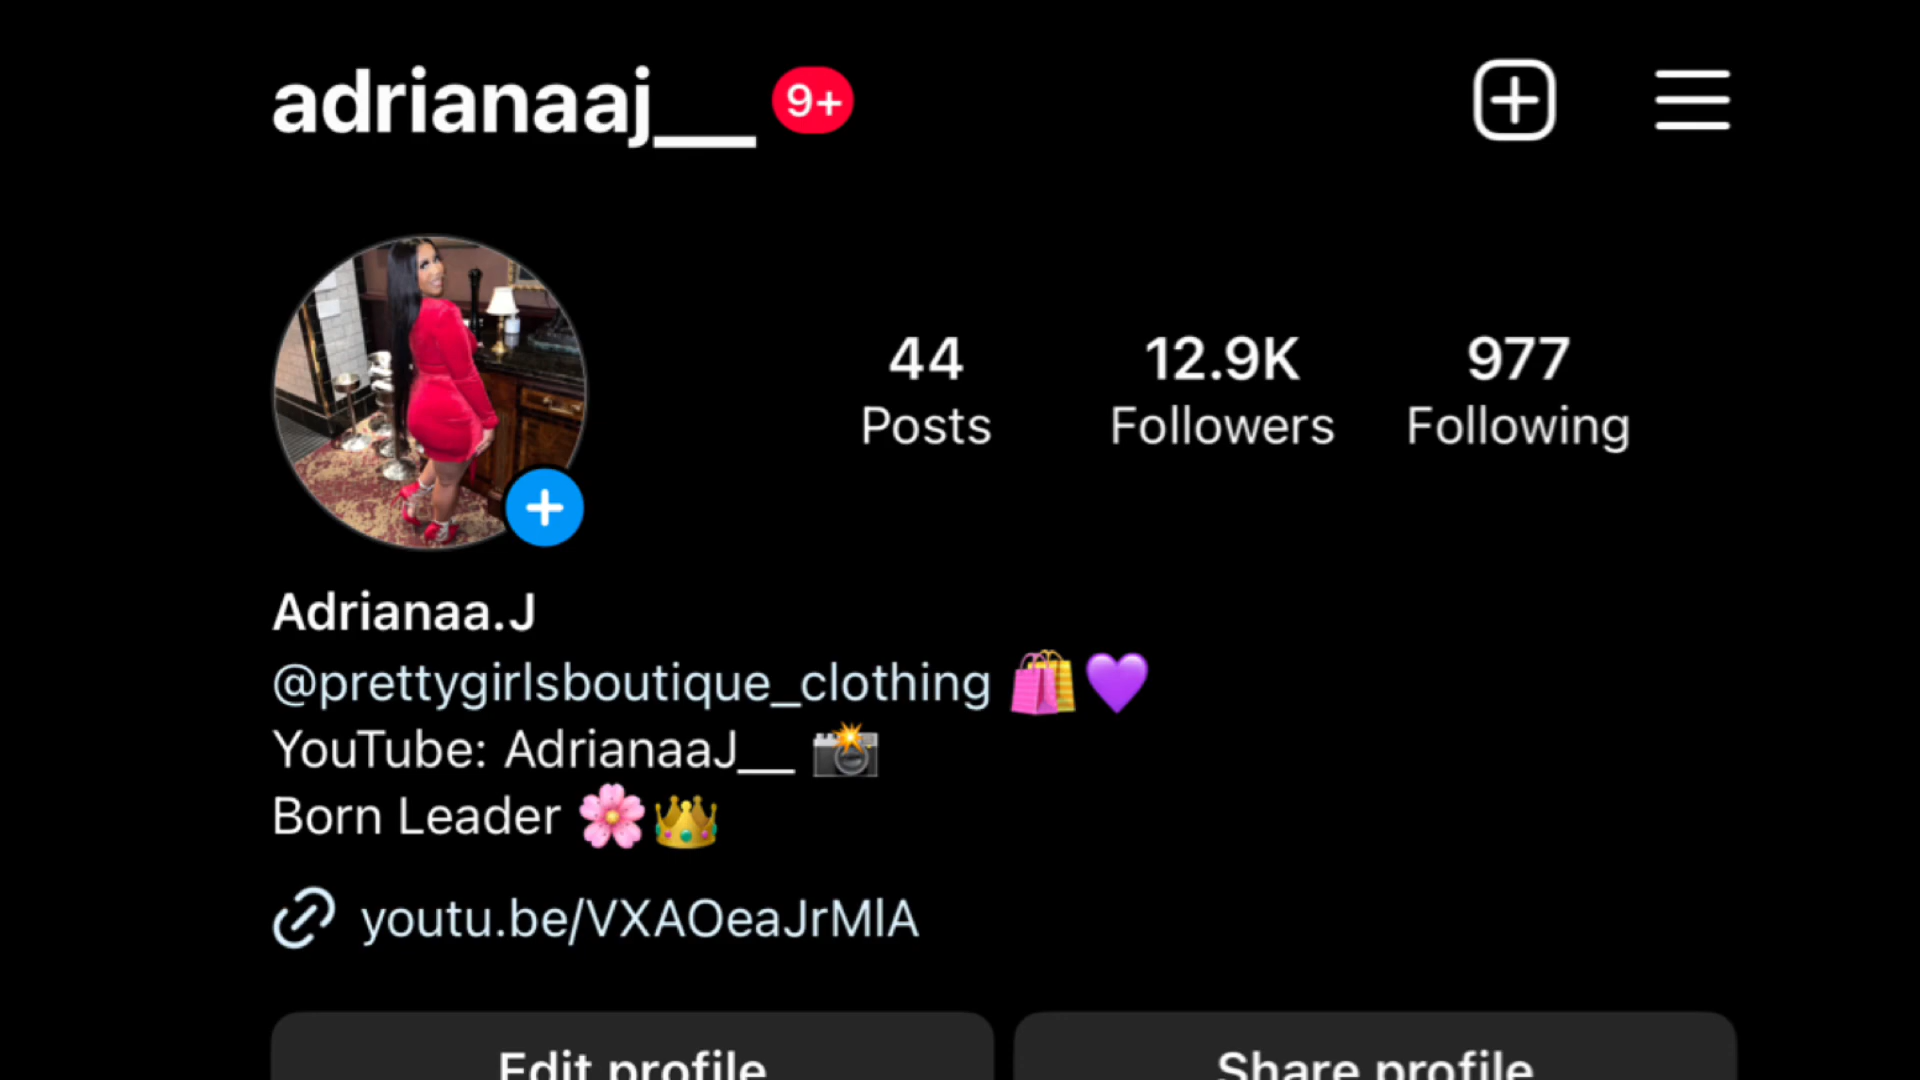 adrianaaj__ 9+
44 12.9K 977
Posts Followers Following
Adrianaa.J
@prettygirlsboutique_clothing 🛍️💜
YouTube: AdrianaaJ__ 📸
Born Leader 🌸👑
youtu.be/VXAOeaJrMlA
Edit profile Share profile